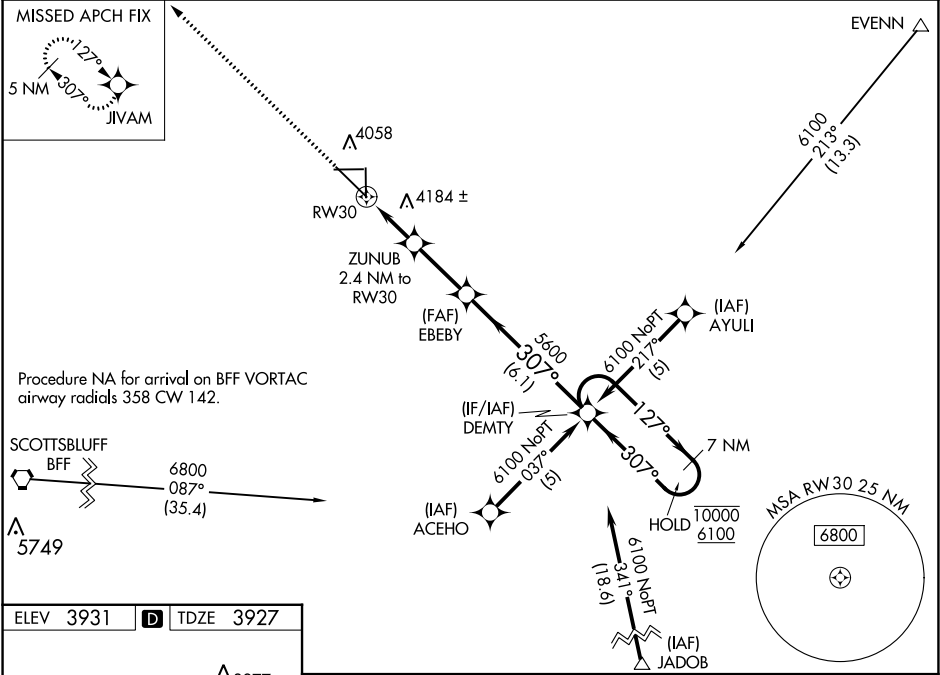 MISSED APCH FIX
127°
5 NM
307°
JIVAM
EVENN
6100
213°
(13.3)
4058
RW30
4184 ±
ZUNUB
2.4 NM to
RW30
(FAF)
EBEBY
5600
307°
(6.1)
(IAF)
AYULI
6100 NoPT
217°
(5)
Procedure NA for arrival on BFF VORTAC
airway radials 358 CW 142.
(IF/IAF)
DEMTY
127°
7 NM
307°
SCOTTSBLUFF
BFF
6800
087°
(35.4)
5749
6100 NoPT
037°
(5)
(IAF)
ACEHO
HOLD
10000
6100
MSA RW30 25 NM
6800
6100 NoPT
341°
(18.6)
(IAF)
JADOB
ELEV 3931 D TDZE 3927